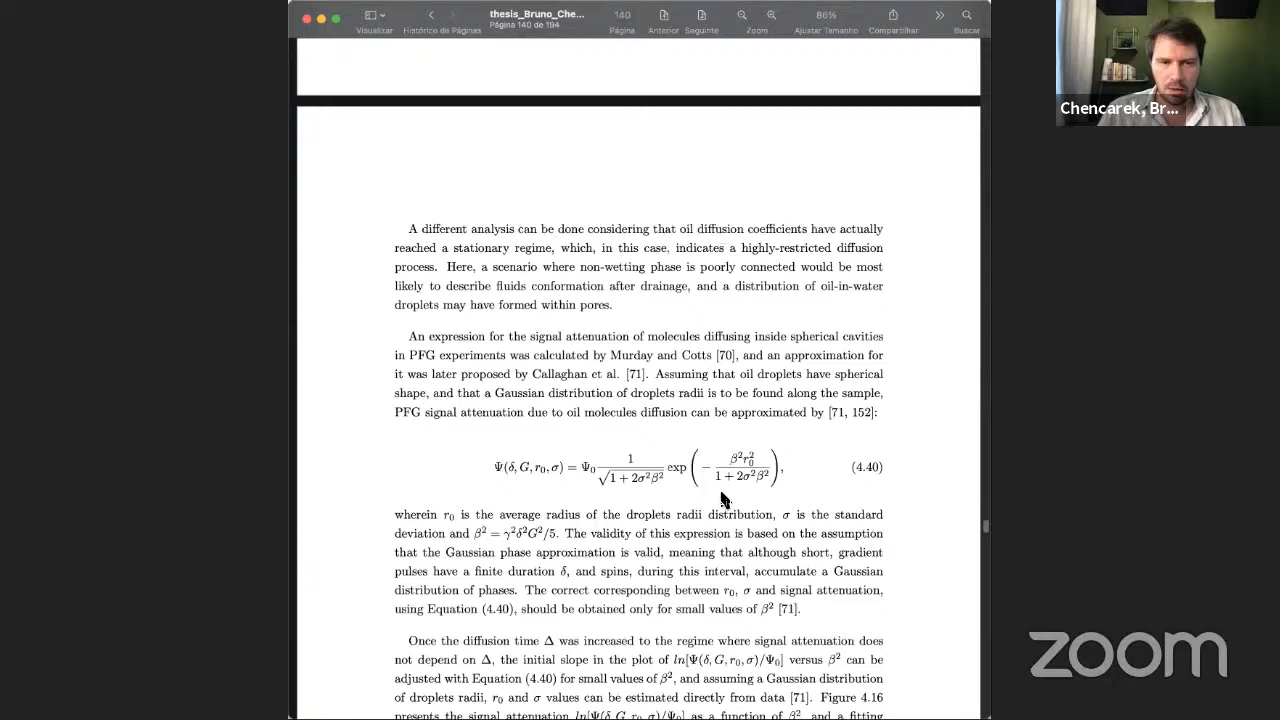 thesis_Bruno_Che...
Página 140 de 194
140
86%
Visualizar
Histórico de Páginas
Página
Anterior
Seguinte
Zoom
Ajustar Tamanho
Compartilhar
Buscar
Chencarek, Br...
A different analysis can be done considering that oil diffusion coefficients have actually
reached a stationary regime, which, in this case, indicates a highly-restricted diffusion
process. Here, a scenario where non-wetting phase is poorly connected would be most
likely to describe fluids conformation after drainage, and a distribution of oil-in-water
droplets may have formed within pores.
An expression for the signal attenuation of molecules diffusing inside spherical cavities
in PFG experiments was calculated by Murday and Cotts [70], and an approximation for
it was later proposed by Callaghan et al. [71]. Assuming that oil droplets have spherical
shape, and that a Gaussian distribution of droplets radii is to be found along the sample,
PFG signal attenuation due to oil molecules diffusion can be approximated by [71, 152]:
Ψ(δ, G, r₀, σ) = Ψ₀ 1/√(1 + 2σ²β²) exp(− β²r₀²/(1 + 2σ²β²)), (4.40)
wherein r₀ is the average radius of the droplets radii distribution, σ is the standard
deviation and β² = γ²δ²G²/5. The validity of this expression is based on the assumption
that the Gaussian phase approximation is valid, meaning that although short, gradient
pulses have a finite duration δ, and spins, during this interval, accumulate a Gaussian
distribution of phases. The correct corresponding between r₀, σ and signal attenuation,
using Equation (4.40), should be obtained only for small values of β² [71].
Once the diffusion time Δ was increased to the regime where signal attenuation does
not depend on Δ, the initial slope in the plot of ln[Ψ(δ, G, r₀, σ)/Ψ₀] versus β² can be
adjusted with Equation (4.40) for small values of β², and assuming a Gaussian distribution
of droplets radii, r₀ and σ values can be estimated directly from data [71]. Figure 4.16
presents the signal attenuation ln[Ψ(δ, G, r₀, σ)/Ψ₀] as a function of β², and a fitting
zoom